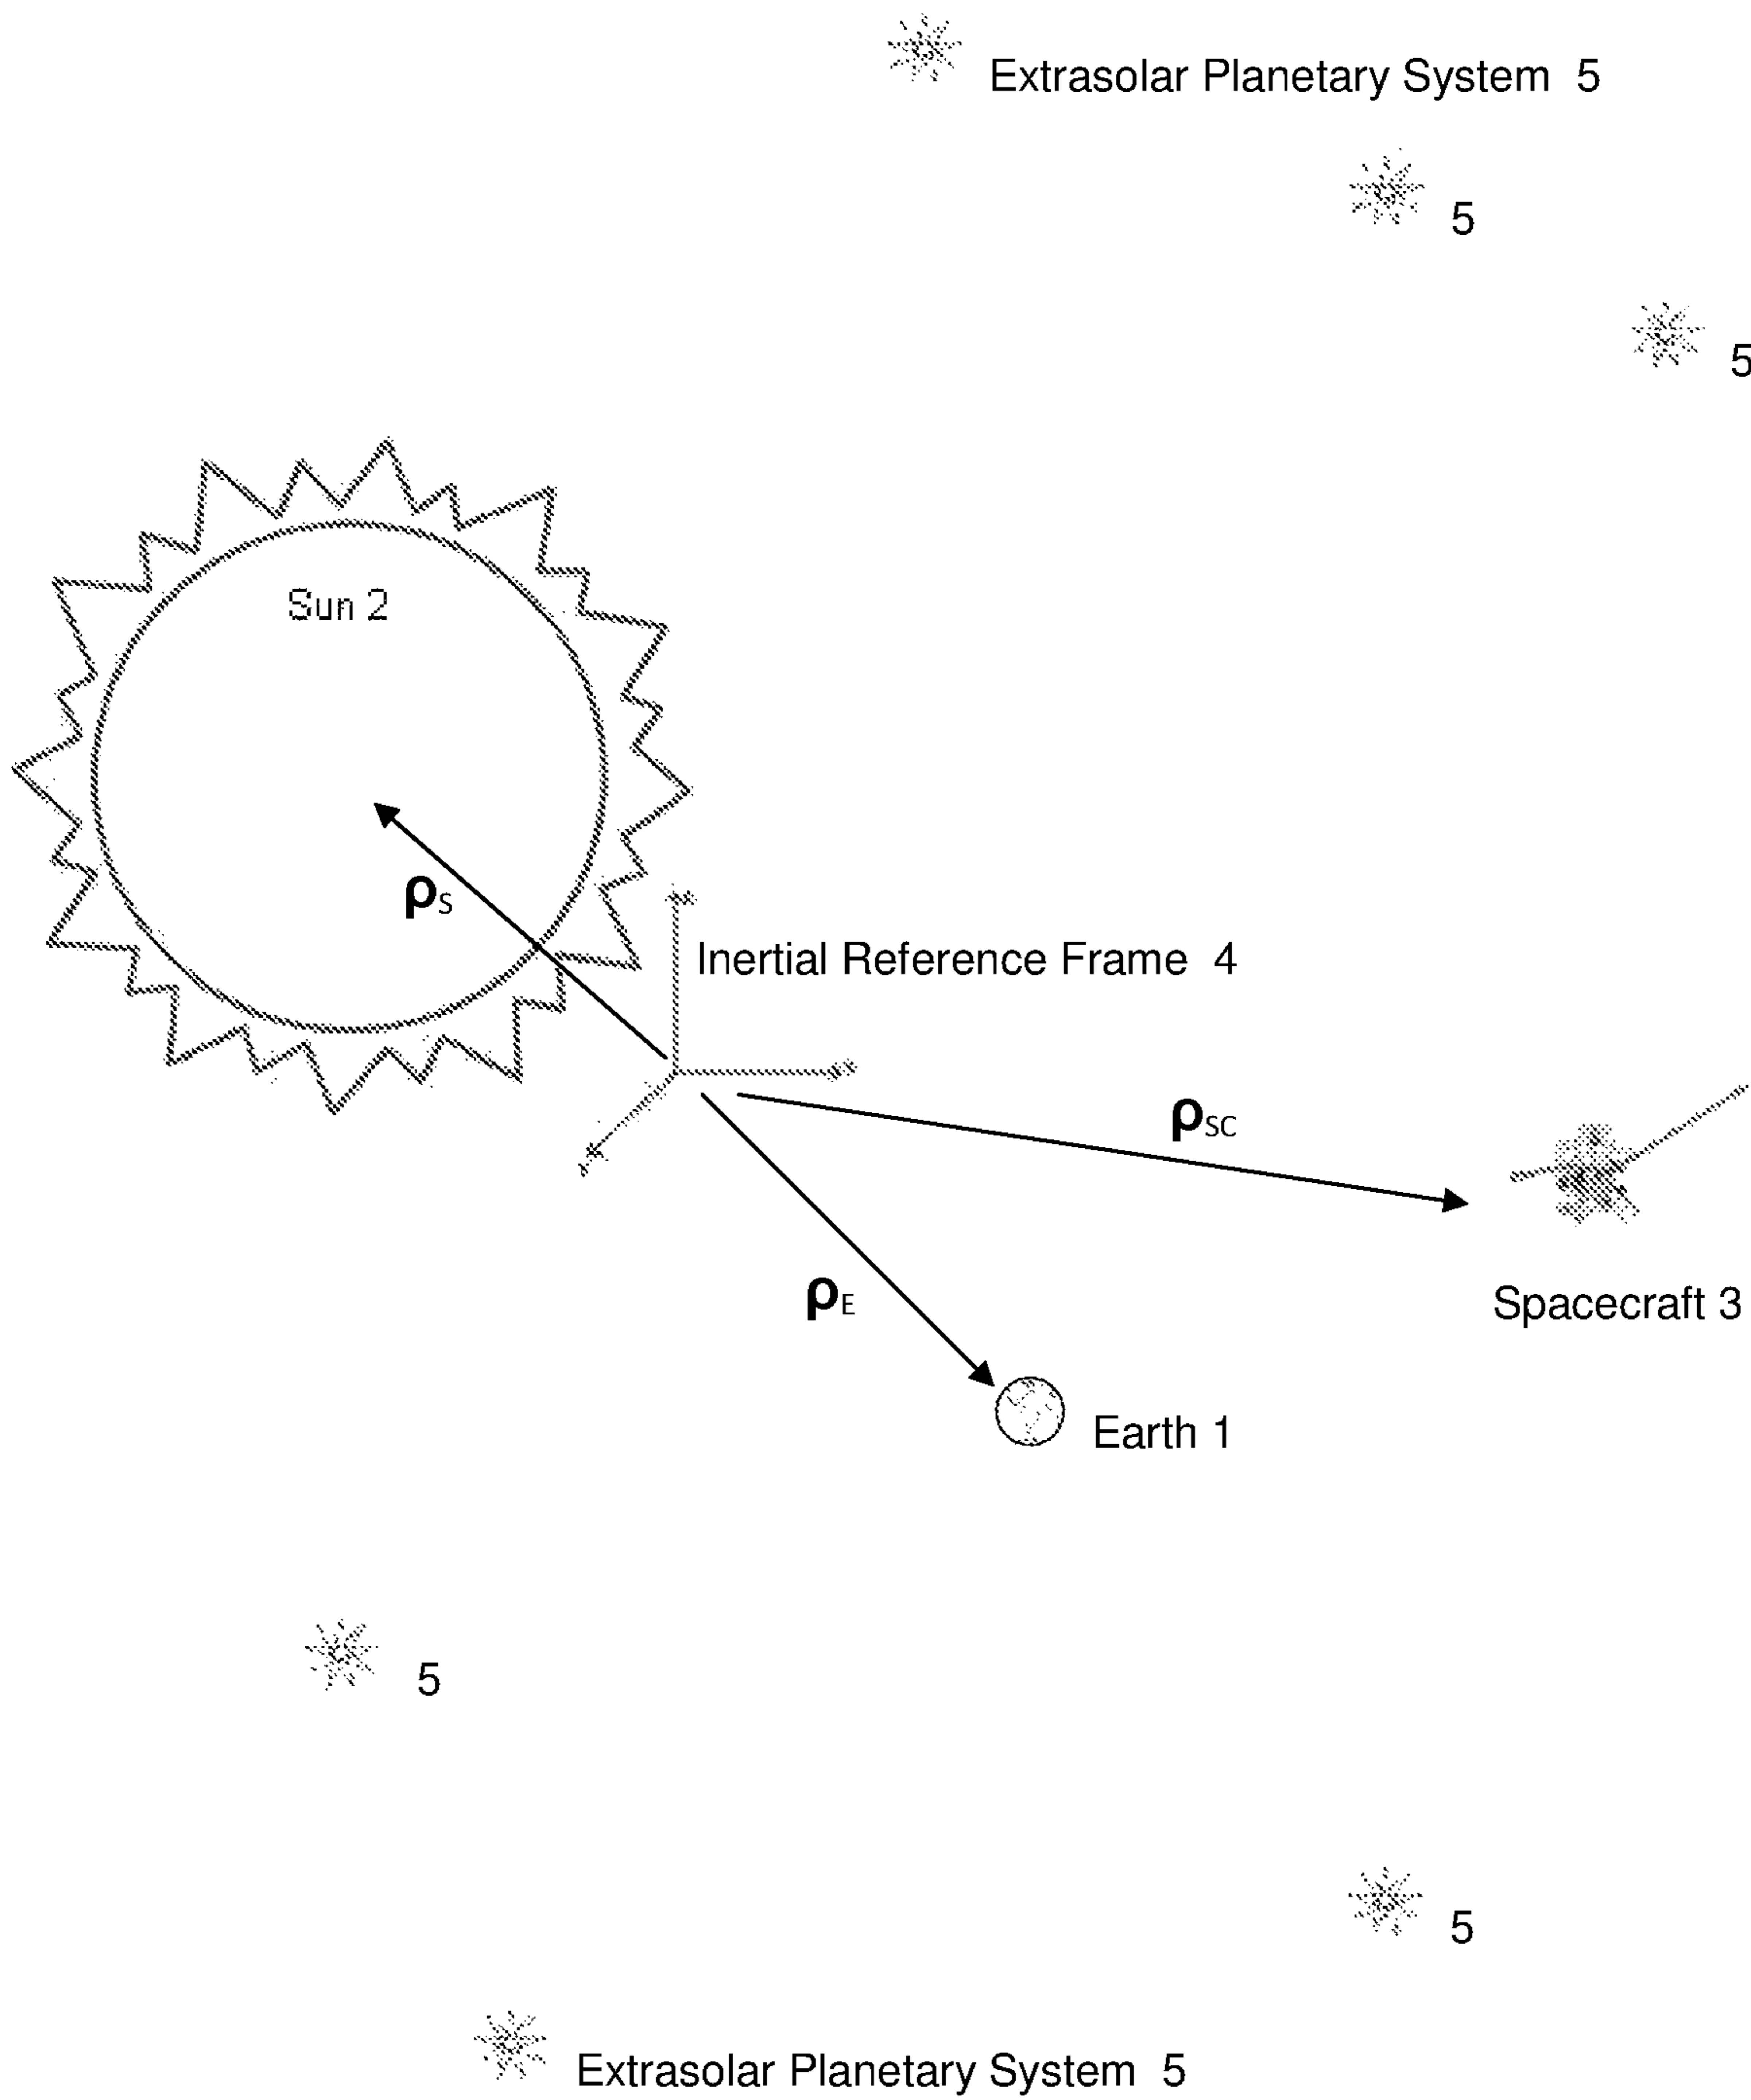 Extrasolar Planetary System 5
5
5
Sun 2
ρS
Inertial Reference Frame 4
ρSC
ρE
Spacecraft 3
Earth 1
5
5
Extrasolar Planetary System 5